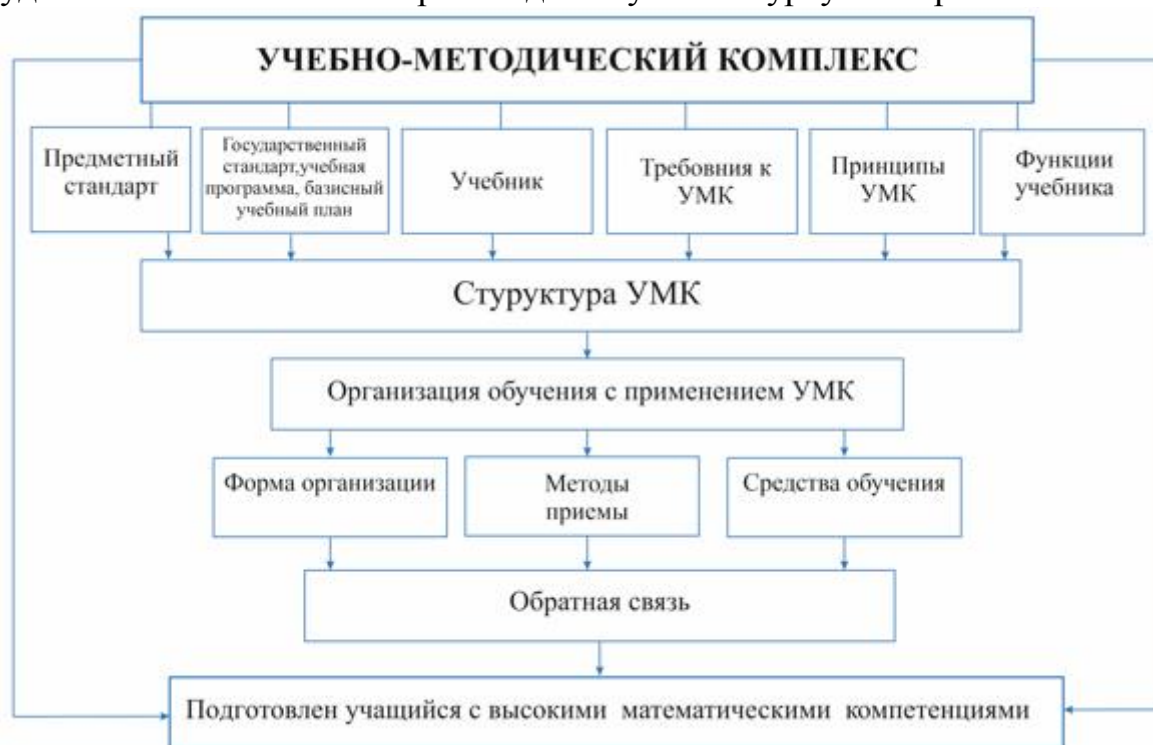 УЧЕБНО-МЕТОДИЧЕСКИЙ КОМПЛЕКС
Предметный
стандарт
Государственный
стандарт,учебная
программа, базисный
учебный план
Учебник
Требовния к
УМК
Принципы
УМК
Функции
учебника
Стуруктура УМК
Организация обучения с применением УМК
Форма организации
Методы
приемы
Средства обучения
Обратная связь
Подготовлен учащийся с высокими математическими компетенциями